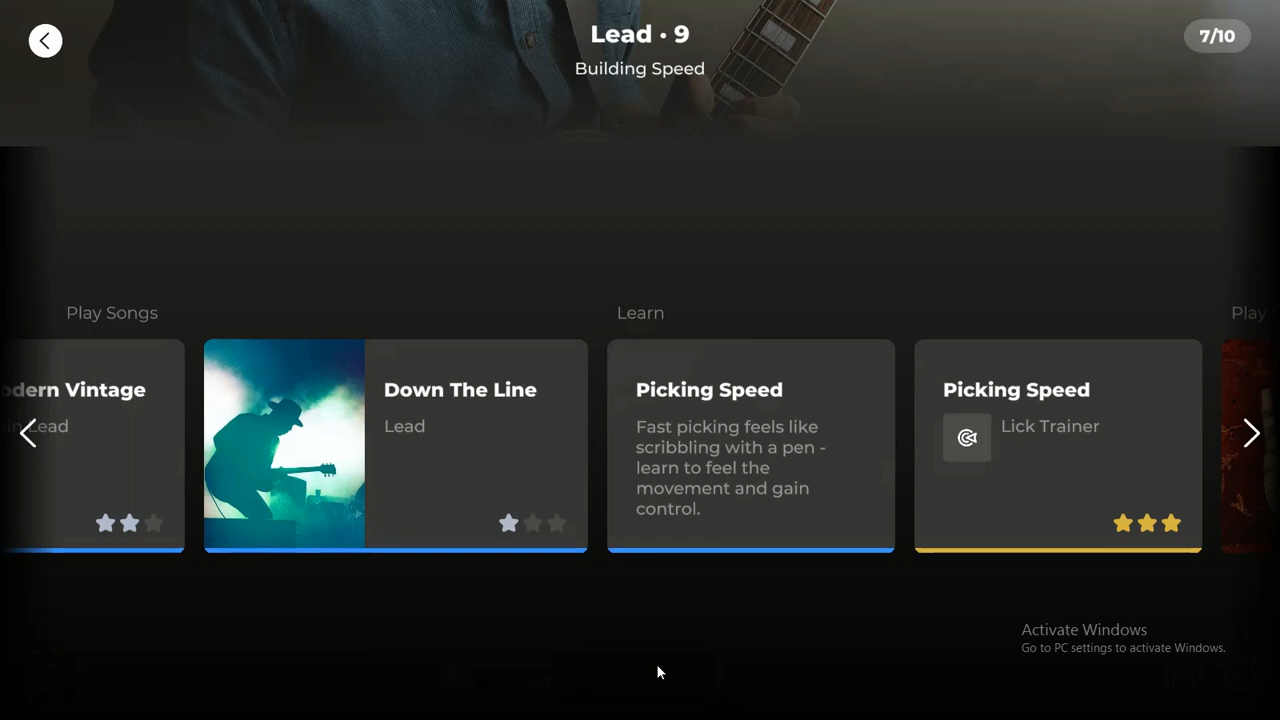 Lead • 9
7/10
Building Speed
Play Songs
Learn
Play
odern Vintage
Lead
Down The Line
Lead
Picking Speed
Fast picking feels like
scribbling with a pen -
learn to feel the
movement and gain
control.
Picking Speed
Lick Trainer
Activate Windows
Go to PC settings to activate Windows.